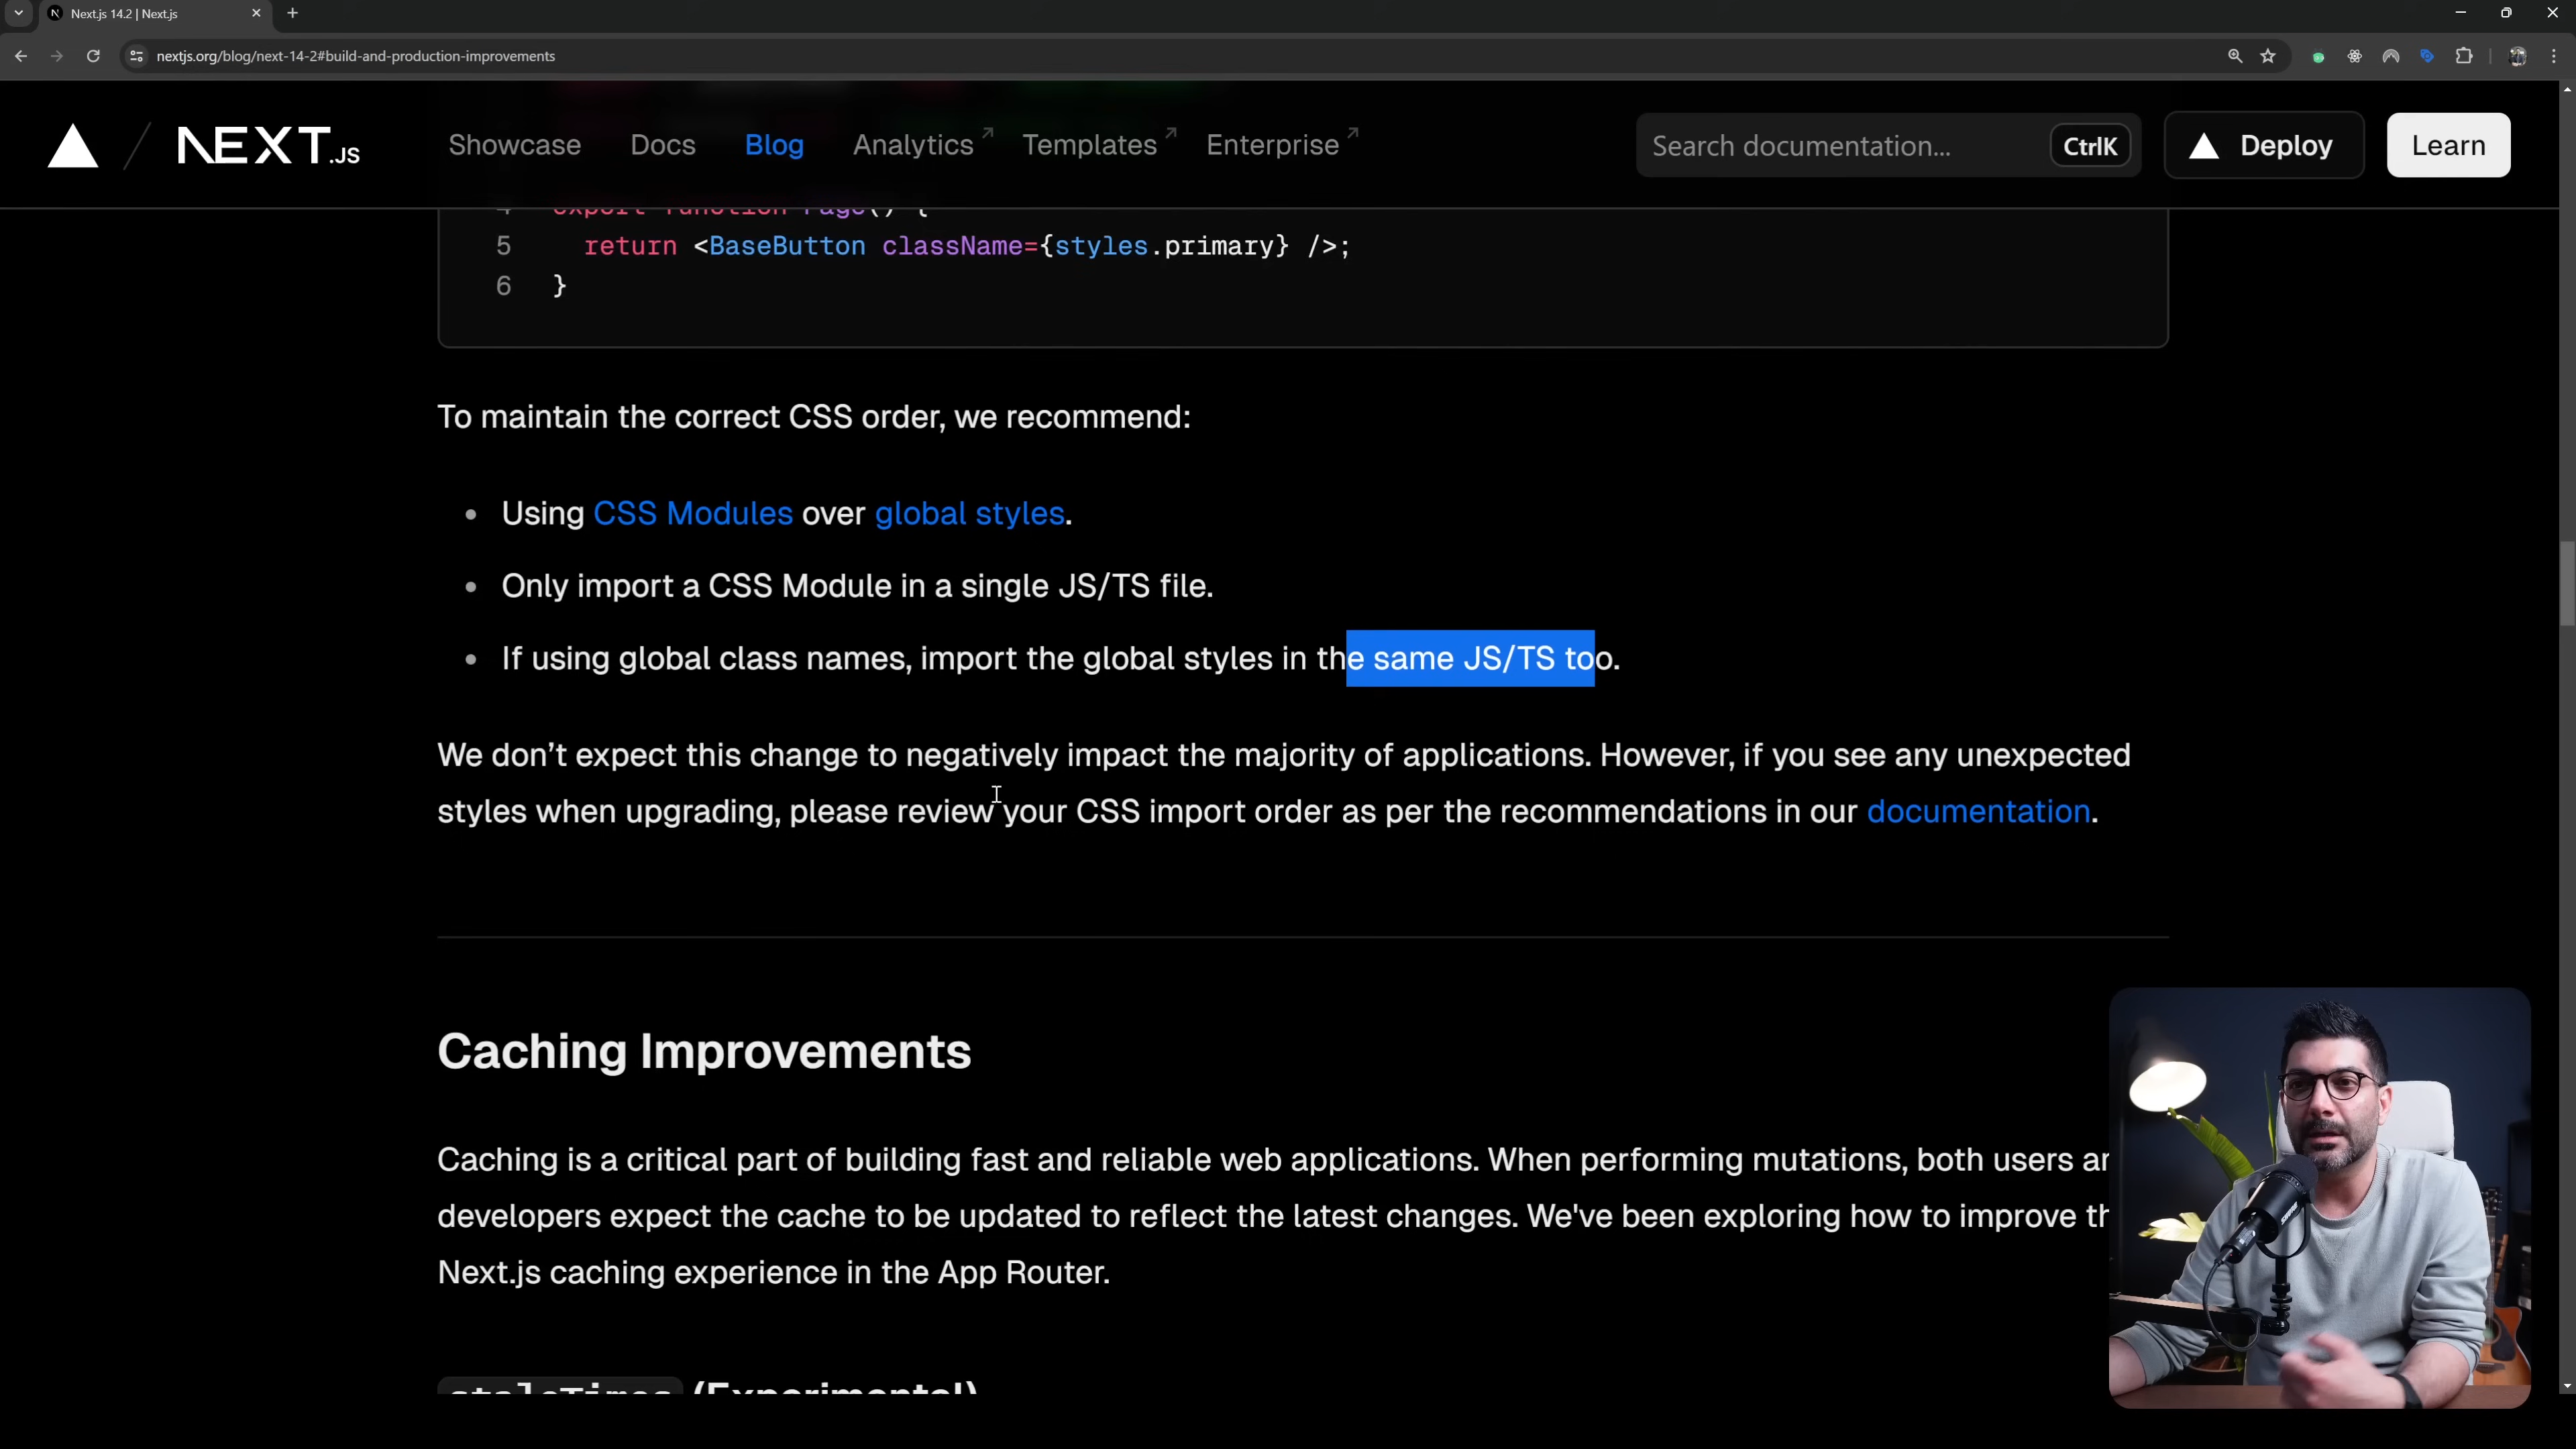 Next.js 14.2 | Next.js
nextjs.org/blog/next-14-2#build-and-production-improvements
NEXT.JS
Showcase
Docs
Blog
Analytics
Templates
Enterprise
Search documentation...
CtrlK
Deploy
Learn
4 export function Page() {
5 return <BaseButton className={styles.primary} />;
6 }
To maintain the correct CSS order, we recommend:
• Using CSS Modules over global styles.
• Only import a CSS Module in a single JS/TS file.
• If using global class names, import the global styles in the same JS/TS too.
We don’t expect this change to negatively impact the majority of applications. However, if you see any unexpected
styles when upgrading, please review your CSS import order as per the recommendations in our documentation.
Caching Improvements
Caching is a critical part of building fast and reliable web applications. When performing mutations, both users an
developers expect the cache to be updated to reflect the latest changes. We've been exploring how to improve th
Next.js caching experience in the App Router.
staleTimes (Experimental)